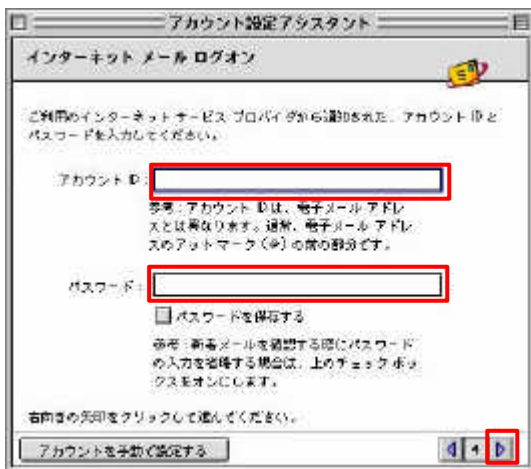 アカウント設定アシスタント
インターネット メール ログオン
ご利用のインターネット サービス プロバイダから通知された、アカウント ID と
パスワードを入力してください。
アカウント ID :
参考 : アカウント ID は、電子メール アドレ
スとは異なります。通常、電子メール アドレ
スのアット マーク (@) の前の部分です。
パスワード :
パスワードを保存する
参考 : 新着メールを確認する際にパスワード
の入力を省略する場合は、上のチェック ボッ
クスをオンにします。
右向きの矢印をクリックして進んでください。
アカウントを手動で設定する
4